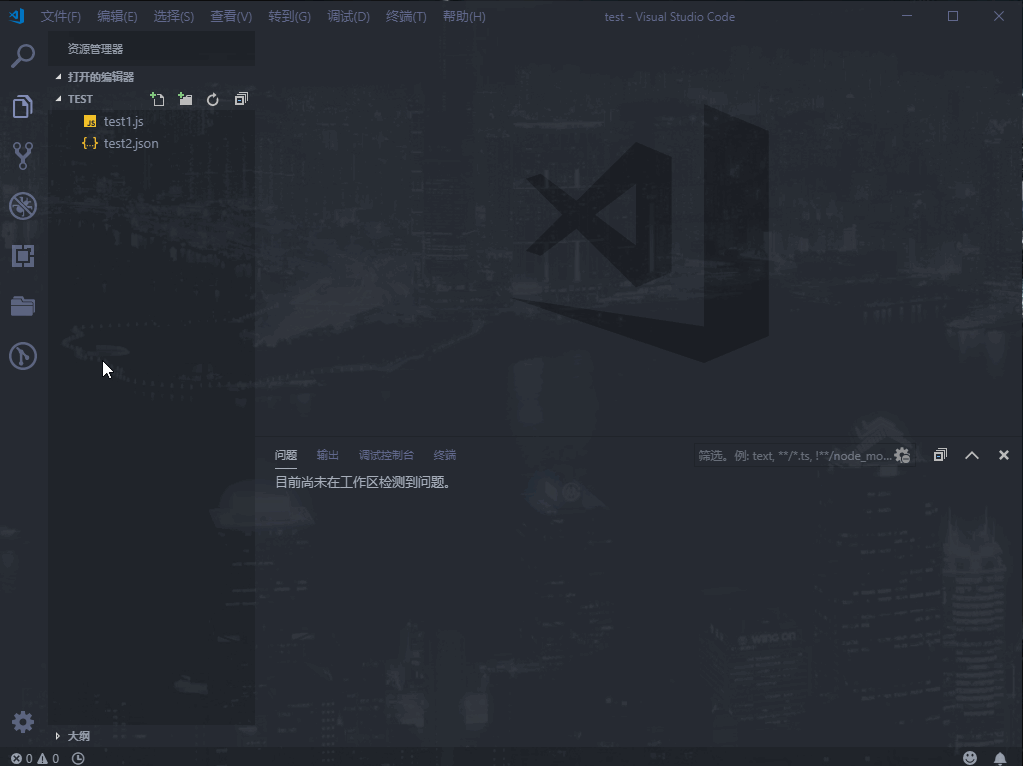 文件(F) 编辑(E) 选择(S) 查看(V) 转到(G) 调试(D) 终端(T) 帮助(H) test - Visual Studio Code
资源管理器
打开的编辑器
TEST
JS test1.js
{..} test2.json
问题 输出 调试控制台 终端 筛选。例: text, **/*.ts, !**/node_mo...
目前尚未在工作区检测到问题。
大纲
0 0